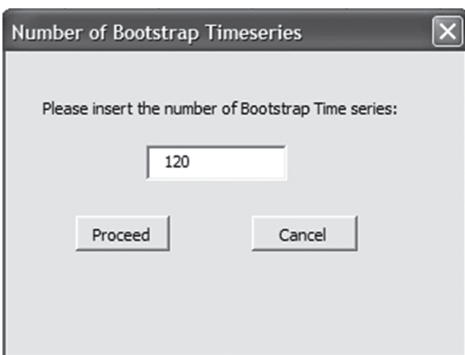 Number of Bootstrap Timeseries
Please insert the number of Bootstrap Time series:
120
Proceed
Cancel